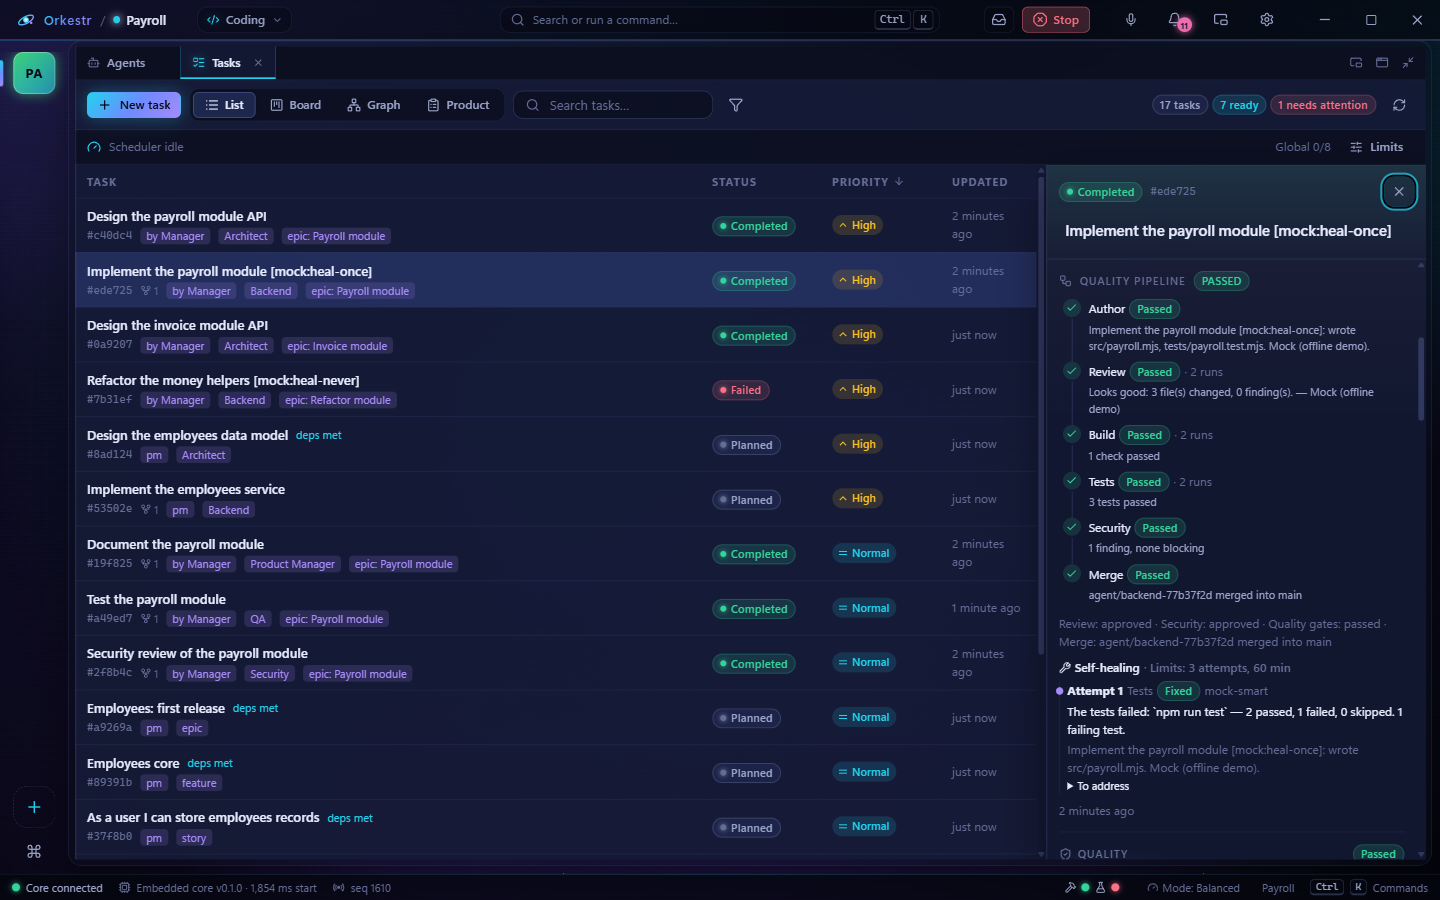 Orkestr / Payroll
Coding
Search or run a command...
Ctrl K
Stop
11
PA
Agents
Tasks
New task
List
Board
Graph
Product
Search tasks...
17 tasks
7 ready
1 needs attention
Scheduler idle
Global 0/8
Limits
TASK STATUS PRIORITY UPDATED
Design the payroll module API
#c40dc4 by Manager Architect epic: Payroll module
Completed High 2 minutes ago
Implement the payroll module [mock:heal-once]
#ede725 1 by Manager Backend epic: Payroll module
Completed High 2 minutes ago
Design the invoice module API
#0a9207 by Manager Architect epic: Invoice module
Completed High just now
Refactor the money helpers [mock:heal-never]
#7b31ef by Manager Backend epic: Refactor module
Failed High just now
Design the employees data model deps met
#8ad124 pm Architect
Planned High just now
Implement the employees service
#53502e 1 pm Backend
Planned High just now
Document the payroll module
#19f825 1 by Manager Product Manager epic: Payroll module
Completed Normal 2 minutes ago
Test the payroll module
#a49ed7 1 by Manager QA epic: Payroll module
Completed Normal 1 minute ago
Security review of the payroll module
#2f8b4c 1 by Manager Security epic: Payroll module
Completed Normal 2 minutes ago
Employees: first release deps met
#a9269a pm epic
Planned Normal just now
Employees core deps met
#89391b pm feature
Planned Normal just now
As a user I can store employees records deps met
#37f8b0 pm story
Planned Normal just now
Completed #ede725
Implement the payroll module [mock:heal-once]
QUALITY PIPELINE PASSED
Author Passed
Implement the payroll module [mock:heal-once]: wrote
src/payroll.mjs, tests/payroll.test.mjs. Mock (offline demo).
Review Passed · 2 runs
Looks good: 3 file(s) changed, 0 finding(s). — Mock (offline
demo)
Build Passed · 2 runs
1 check passed
Tests Passed · 2 runs
3 tests passed
Security Passed
1 finding, none blocking
Merge Passed
agent/backend-77b37f2d merged into main
Review: approved · Security: approved · Quality gates: passed ·
Merge: agent/backend-77b37f2d merged into main
Self-healing · Limits: 3 attempts, 60 min
Attempt 1 Tests Fixed mock-smart
The tests failed: `npm run test` — 2 passed, 1 failed, 0 skipped. 1
failing test.
Implement the payroll module [mock:heal-once]: wrote
src/payroll.mjs. Mock (offline demo).
To address
2 minutes ago
QUALITY Passed
Core connected
Embedded core v0.1.0 · 1,854 ms start
seq 1610
Mode: Balanced
Payroll
Ctrl K Commands